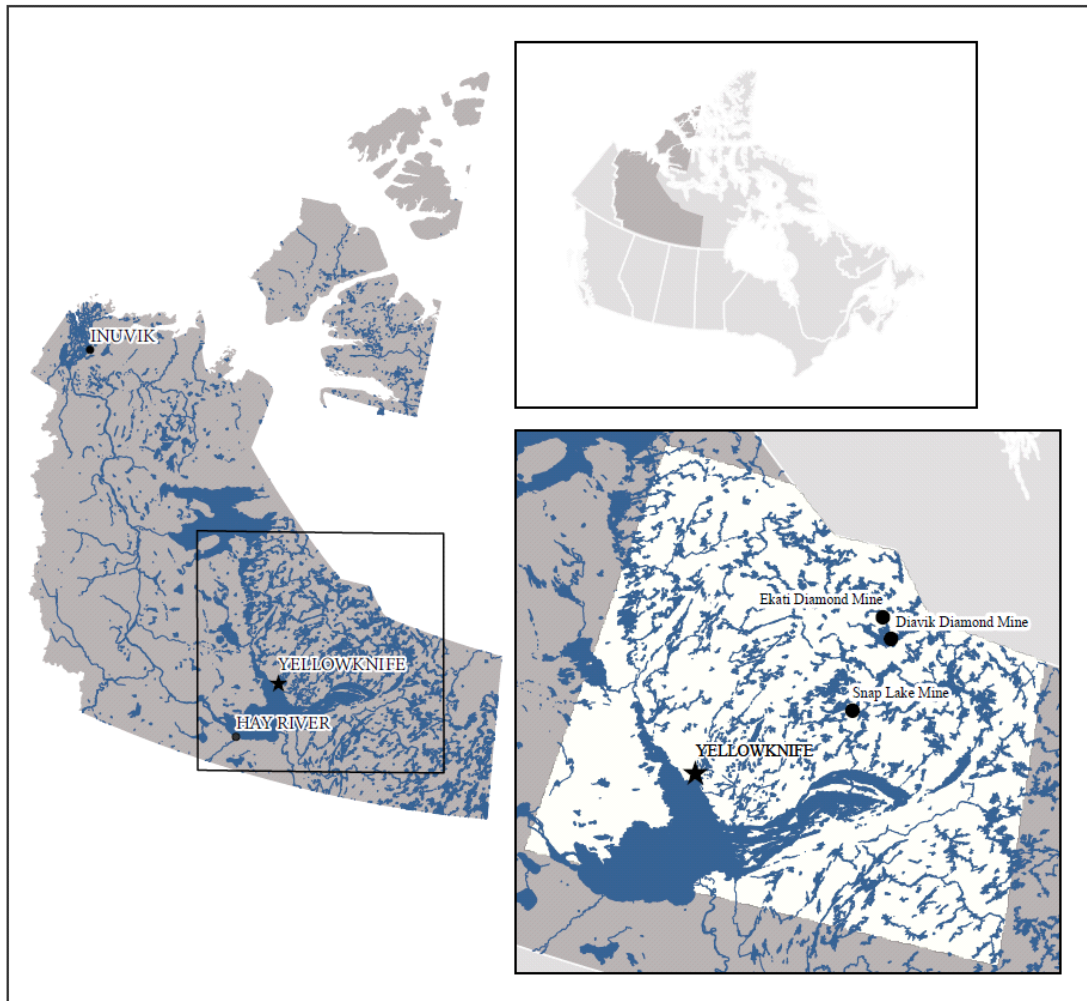 INUVIK
YELLOWKNIFE
HAY RIVER
Ekati Diamond Mine
Diavik Diamond Mine
Snap Lake Mine
YELLOWKNIFE